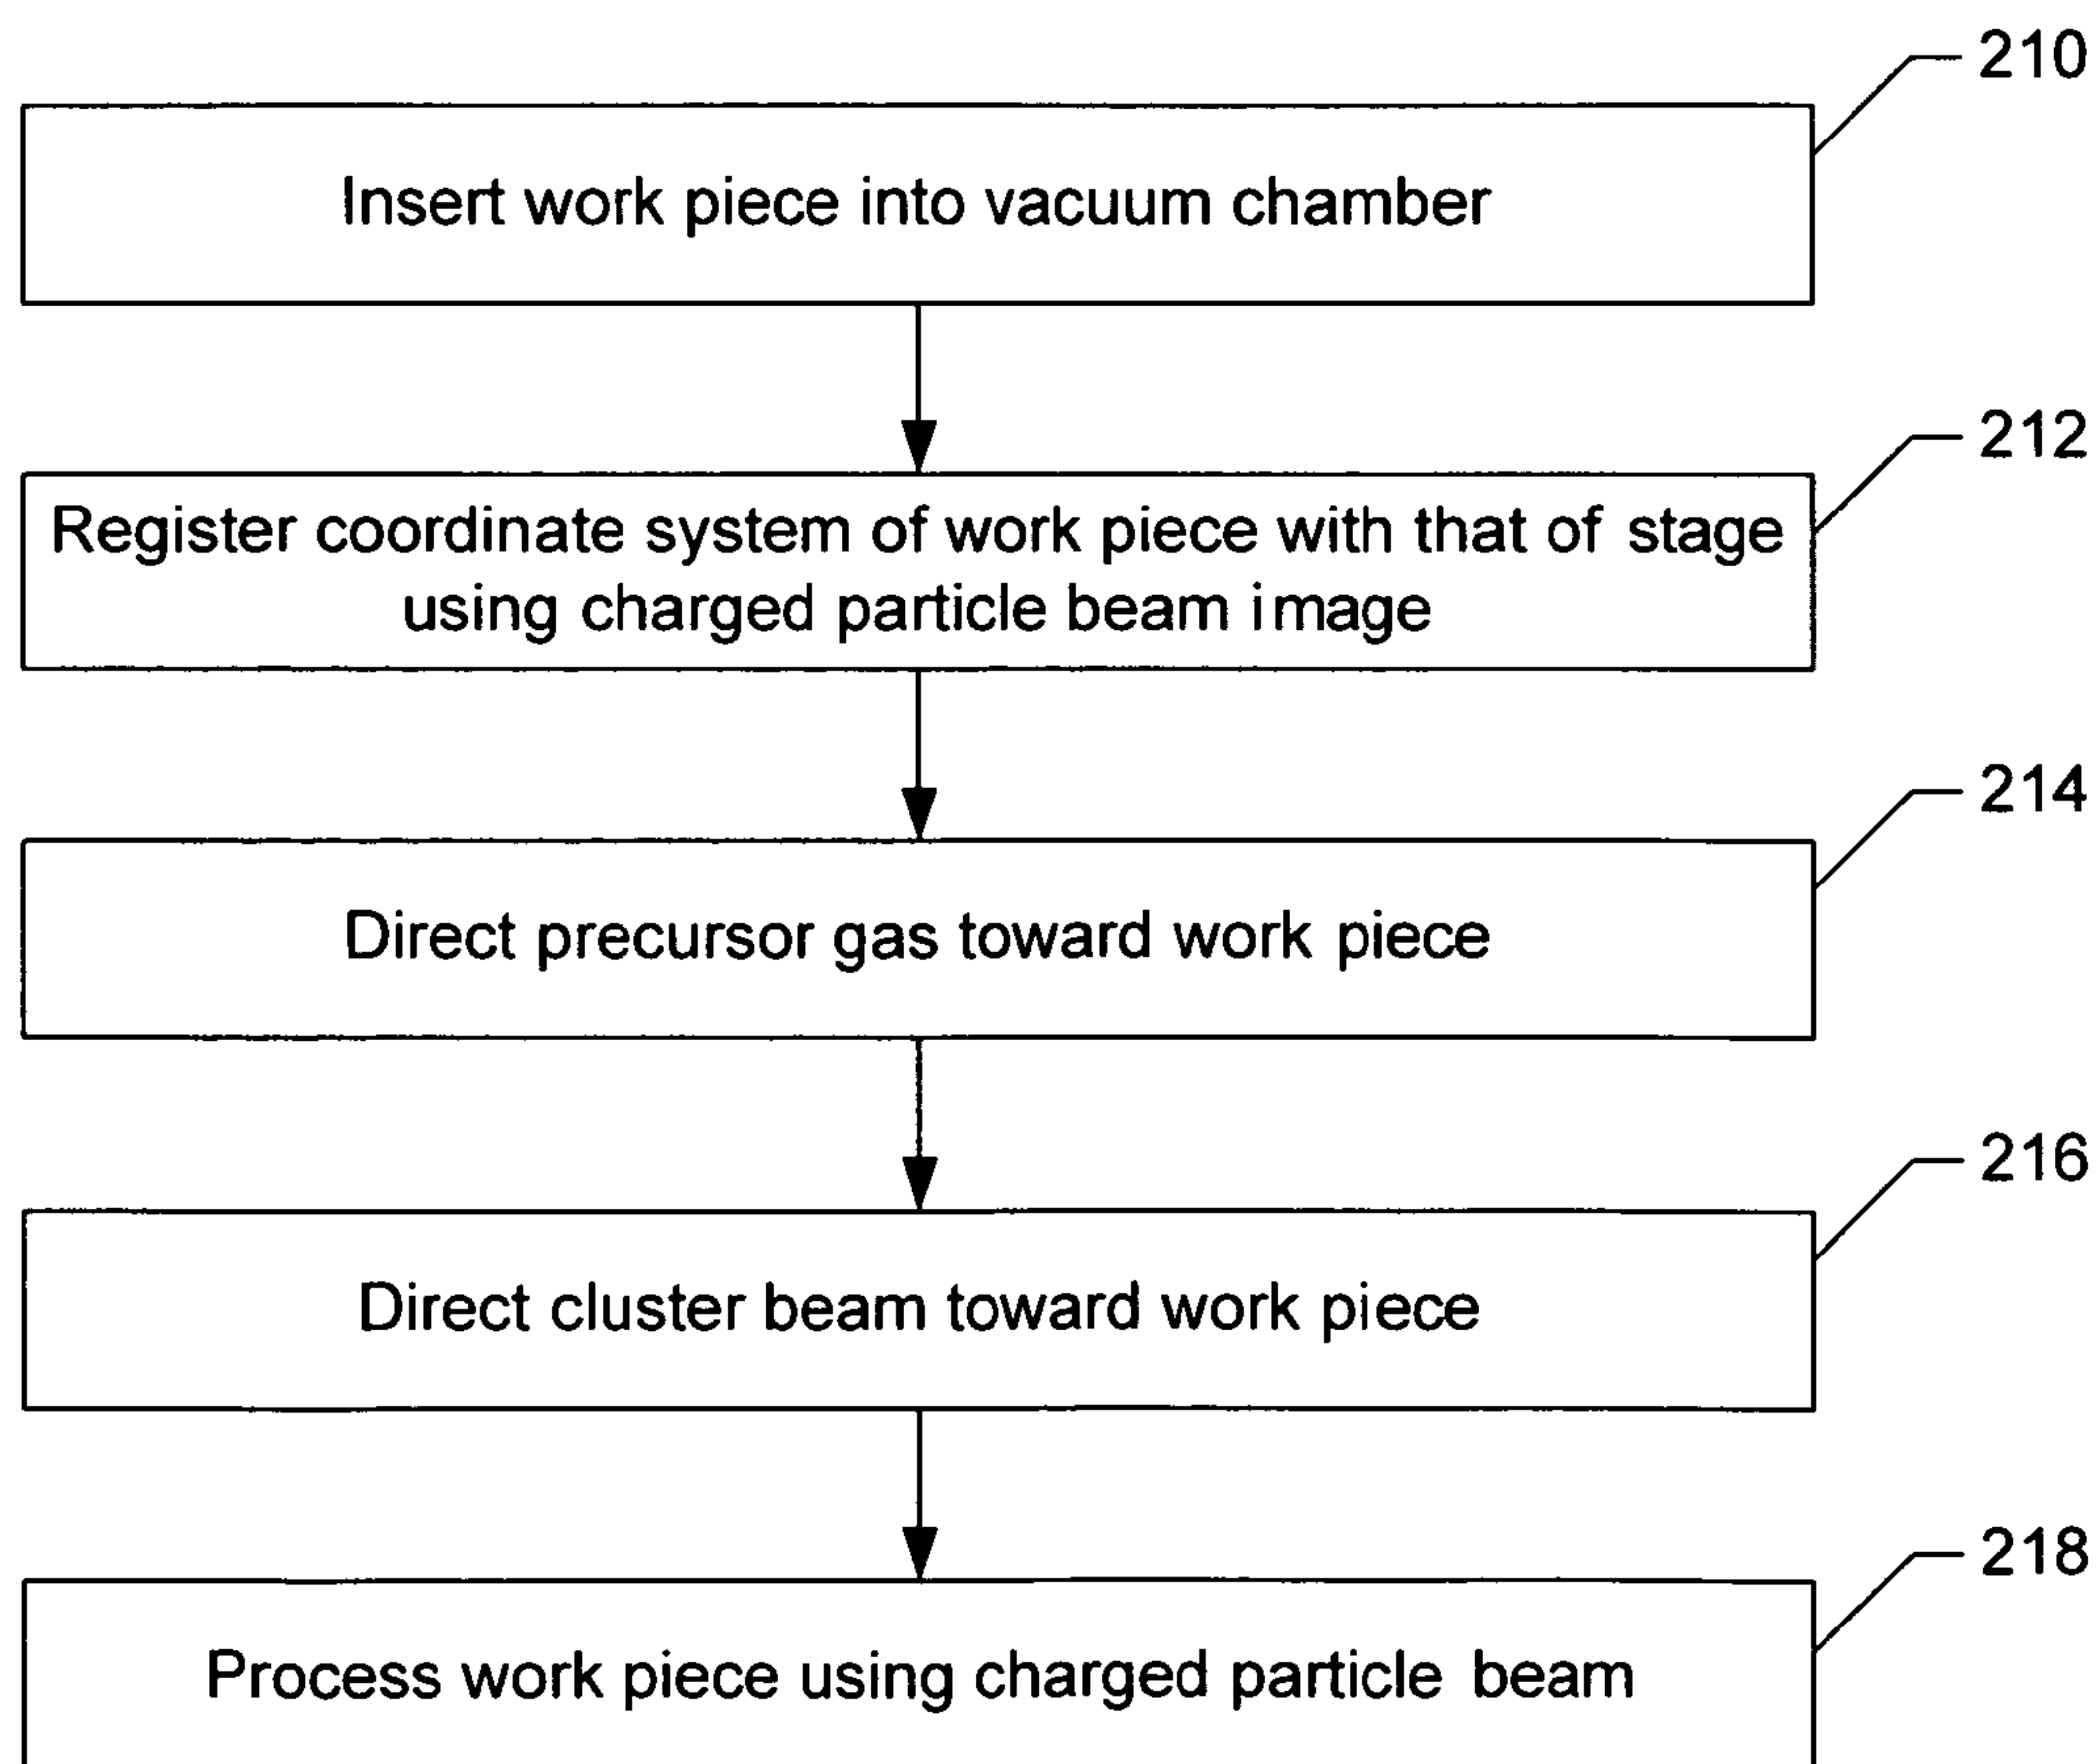 210
Insert work piece into vacuum chamber
212
Register coordinate system of work piece with that of stage
using charged particle beam image
214
Direct precursor gas toward work piece
216
Direct cluster beam toward work piece
218
Process work piece using charged particle beam